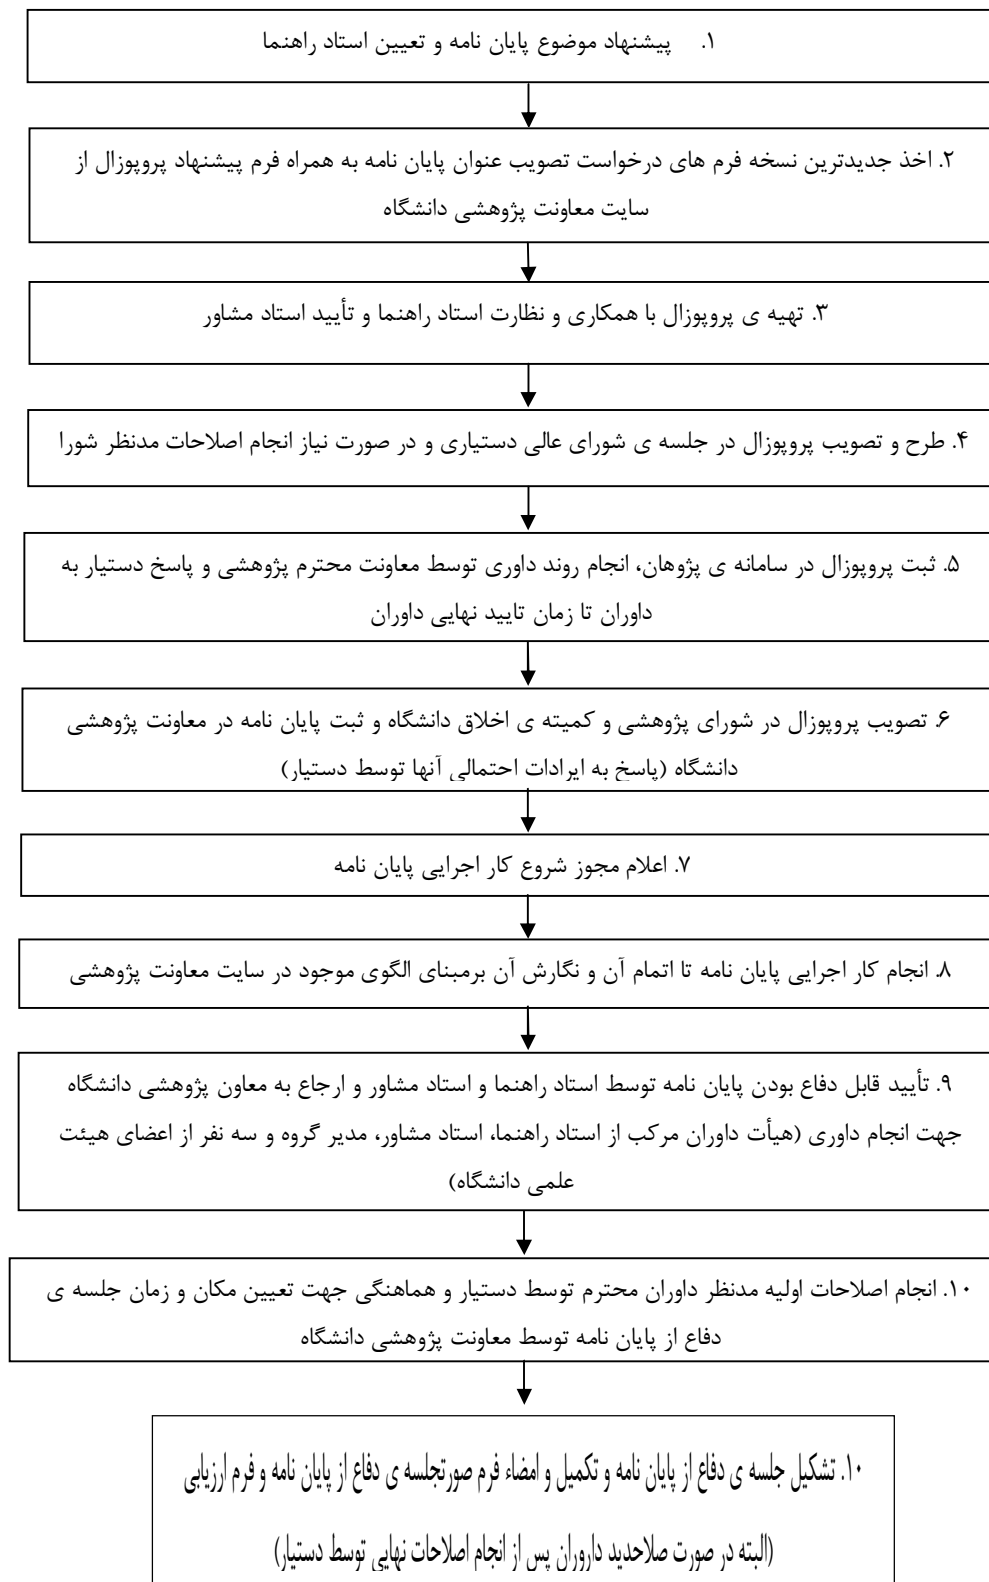 ۱. پیشنهاد موضوع پایان نامه و تعیین استاد راهنما
۲. اخذ جدیدترین نسخه فرم های درخواست تصویب عنوان پایان نامه به همراه فرم پیشنهاد پروپوزال از
سایت معاونت پژوهشی دانشگاه
۳. تهیه ی پروپوزال با همکاری و نظارت استاد راهنما و تأیید استاد مشاور
۴. طرح و تصویب پروپوزال در جلسه ی شورای عالی دستیاری و در صورت نیاز انجام اصلاحات مدنظر شورا
۵. ثبت پروپوزال در سامانه ی پژوهان، انجام روند داوری توسط معاونت محترم پژوهشی و پاسخ دستیار به
داوران تا زمان تایید نهایی داوران
۶. تصویب پروپوزال در شورای پژوهشی و کمیته ی اخلاق دانشگاه و ثبت پایان نامه در معاونت پژوهشی
دانشگاه (پاسخ به ایرادات احتمالی آنها توسط دستیار)
۷. اعلام مجوز شروع کار اجرایی پایان نامه
۸. انجام کار اجرایی پایان نامه تا اتمام آن و نگارش آن برمبنای الگوی موجود در سایت معاونت پژوهشی
۹. تأیید قابل دفاع بودن پایان نامه توسط استاد راهنما و استاد مشاور و ارجاع به معاون پژوهشی دانشگاه
جهت انجام داوری (هیأت داوران مرکب از استاد راهنما، استاد مشاور، مدیر گروه و سه نفر از اعضای هیئت
علمی دانشگاه)
۱۰. انجام اصلاحات اولیه مدنظر داوران محترم توسط دستیار و هماهنگی جهت تعیین مکان و زمان جلسه ی
دفاع از پایان نامه توسط معاونت پژوهشی دانشگاه
۱۰. تشکیل جلسه ی دفاع از پایان نامه و تکمیل و امضاء فرم صورتجلسه ی دفاع از پایان نامه و فرم ارزیابی
(البته در صورت صلاحدید داروران پس از انجام اصلاحات نهایی توسط دستیار)